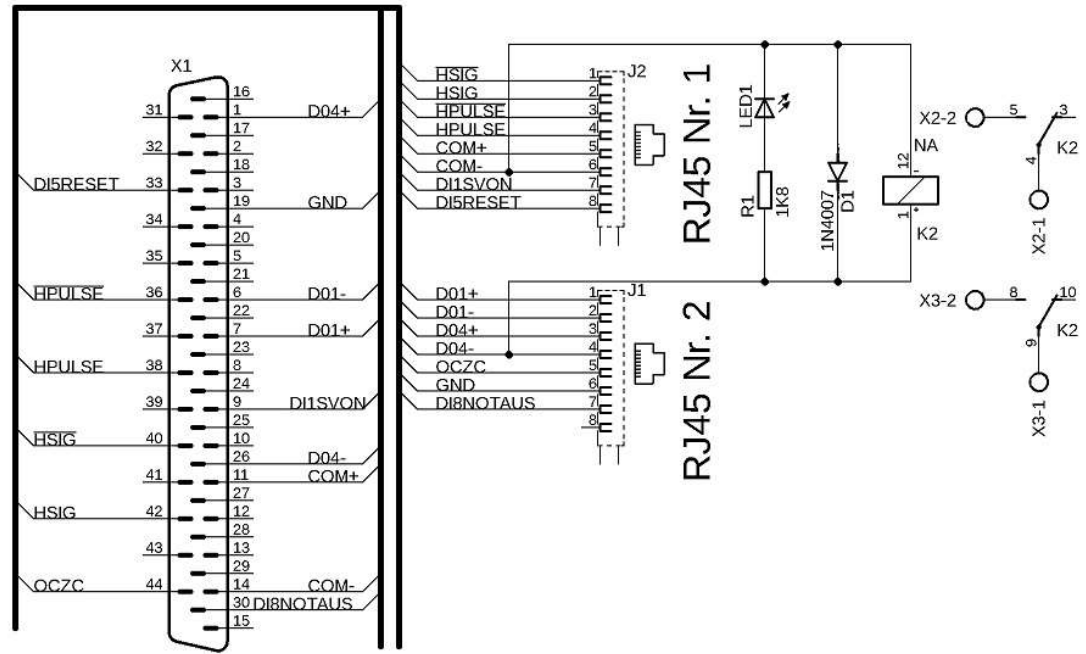 X1
16
31 1 D04+
17
32 2
18
DI5RESET 33 3
19 GND
34 4
20
35 5
21
HPULSE 36 6 D01-
22
37 7 D01+
23
HPULSE 38 8
24
39 9 DI1SVON
25
HSIG 40 10
26 D04-
41 11 COM+
27
HSIG 42 12
28
43 13
29
OCZC 44 14 COM-
30 DI8NOTAUS
15
J2
HSIG 1
HSIG 2
HPULSE 3
HPULSE 4
COM+ 5
COM- 6
DI1SVON 7
DI5RESET 8
RJ45 Nr. 1
J1
D01+ 1
D01- 2
D04+ 3
D04- 4
OCZC 5
GND 6
DI8NOTAUS 7
8
RJ45 Nr. 2
LED1
R1
1K8
1N4007
D1
NA
12
-
1
+
K2
X2-2 5 3
K2
4
X2-1
X3-2 8 10
K2
9
X3-1